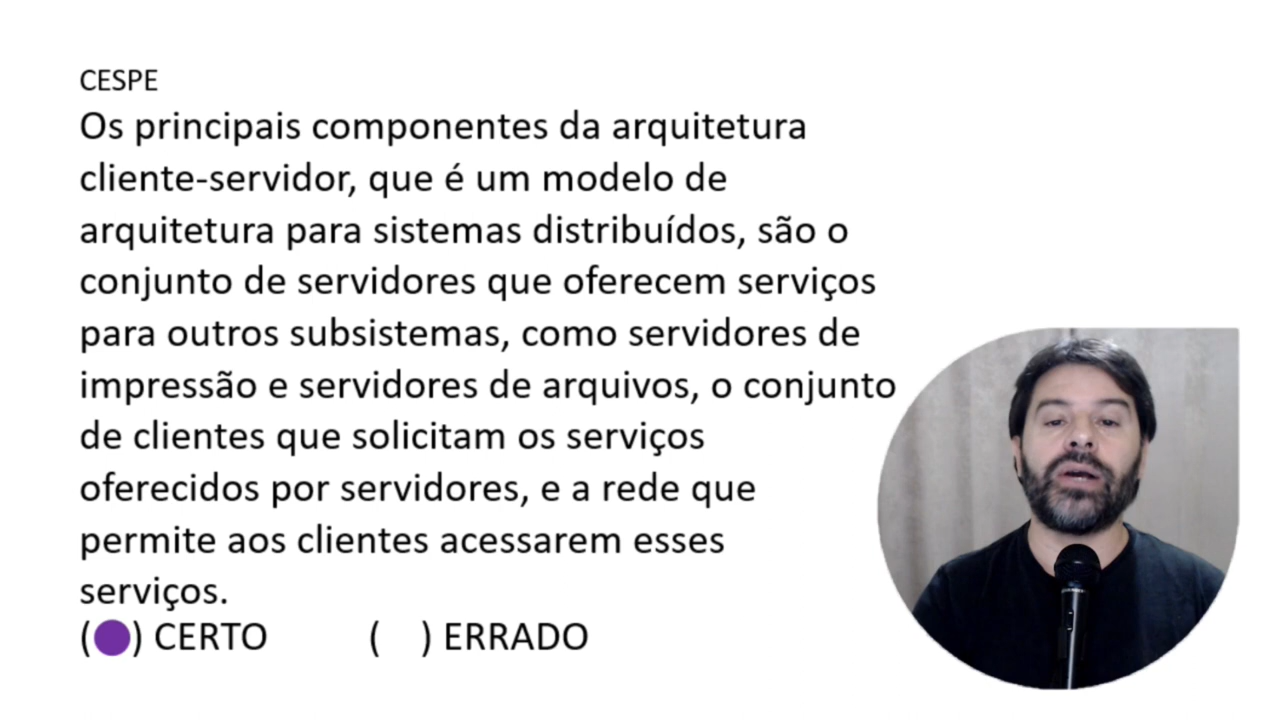 CESPE
Os principais componentes da arquitetura
cliente-servidor, que é um modelo de
arquitetura para sistemas distribuídos, são o
conjunto de servidores que oferecem serviços
para outros subsistemas, como servidores de
impressão e servidores de arquivos, o conjunto
de clientes que solicitam os serviços
oferecidos por servidores, e a rede que
permite aos clientes acessarem esses
serviços.
(●) CERTO ( ) ERRADO